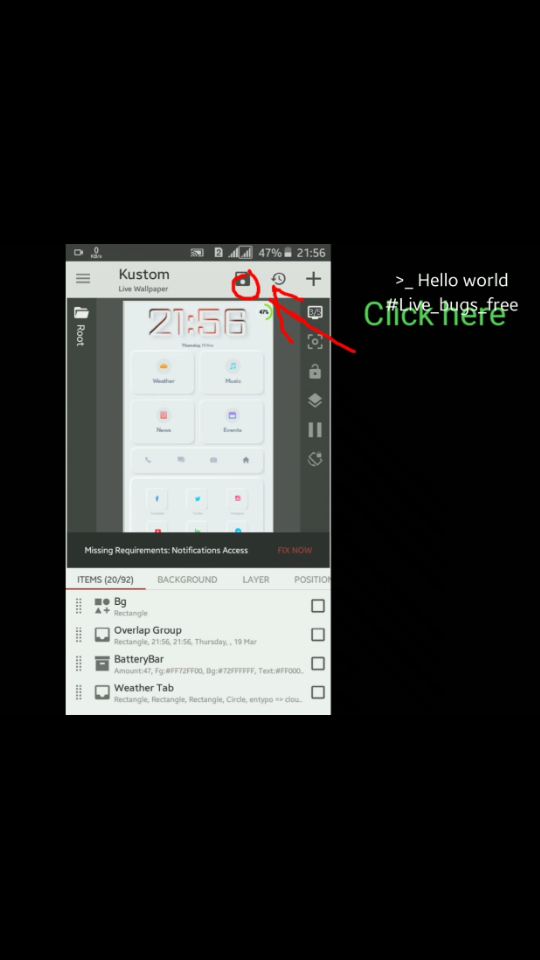 0
KB/s
2
47%
21:56
Kustom
Live Wallpaper
>_ Hello world
#Live_bugs_free
Click here
Root
21:56
47%
Weather
Music
News
Events
Missing Requirements: Notifications Access
FIX NOW
ITEMS (20/92)
BACKGROUND
LAYER
POSITION
Bg
Rectangle
Overlap Group
Rectangle, 21:56, 21:56, Thursday, , 19 Mar
BatteryBar
Amount:47, Fg:#FF72FF00, Bg:#72FFFFFF, Text:#FF000..
Weather Tab
Rectangle, Rectangle, Rectangle, Circle, entypo => clou..